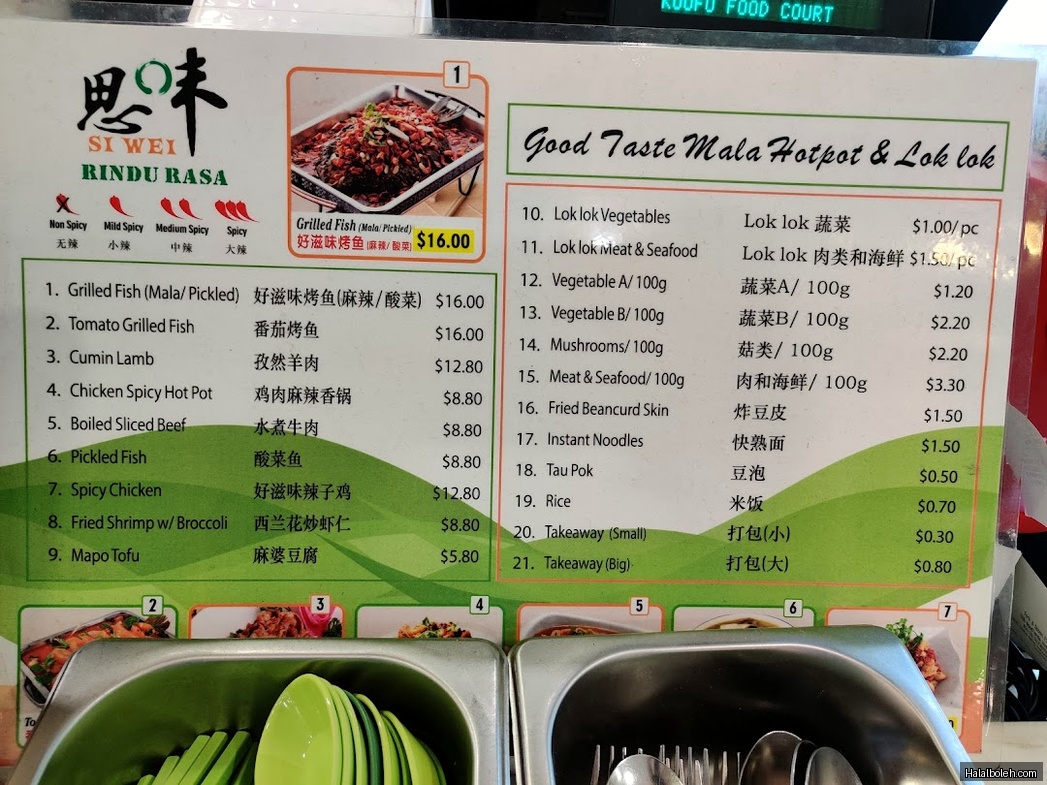 KOUFU FOOD COURT
思味
SI WEI
RINDU RASA
Non Spicy Mild Spicy Medium Spicy Spicy
无辣 小辣 中辣 大辣
1
Grilled Fish (Mala/ Pickled)
好滋味烤鱼(麻辣/ 酸菜) $16.00
Good Taste Mala Hotpot & Lok lok
1. Grilled Fish (Mala/ Pickled) 好滋味烤鱼(麻辣/酸菜) $16.00
2. Tomato Grilled Fish 番茄烤鱼 $16.00
3. Cumin Lamb 孜然羊肉 $12.80
4. Chicken Spicy Hot Pot 鸡肉麻辣香锅 $8.80
5. Boiled Sliced Beef 水煮牛肉 $8.80
6. Pickled Fish 酸菜鱼 $8.80
7. Spicy Chicken 好滋味辣子鸡 $12.80
8. Fried Shrimp w/ Broccoli 西兰花炒虾仁 $8.80
9. Mapo Tofu 麻婆豆腐 $5.80
10. Lok lok Vegetables Lok lok 蔬菜 $1.00/ pc
11. Lok lok Meat & Seafood Lok lok 肉类和海鲜 $1.50/ pc
12. Vegetable A/ 100g 蔬菜A/ 100g $1.20
13. Vegetable B/ 100g 蔬菜B/ 100g $2.20
14. Mushrooms/ 100g 菇类/ 100g $2.20
15. Meat & Seafood/ 100g 肉和海鲜/ 100g $3.30
16. Fried Beancurd Skin 炸豆皮 $1.50
17. Instant Noodles 快熟面 $1.50
18. Tau Pok 豆泡 $0.50
19. Rice 米饭 $0.70
20. Takeaway (Small) 打包(小) $0.30
21. Takeaway (Big) 打包(大) $0.80
2 3 4 5 6 7
Halalboleh.com